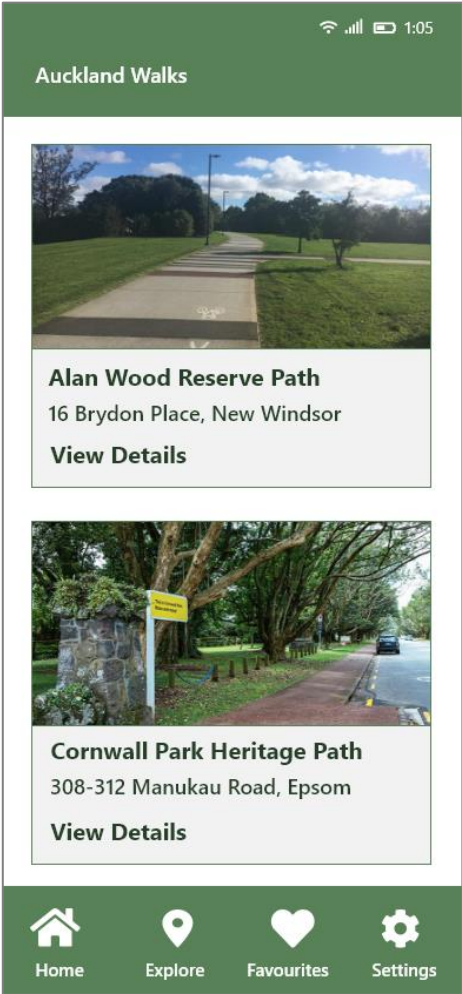 1:05
Auckland Walks
Alan Wood Reserve Path
16 Brydon Place, New Windsor
View Details
Cornwall Park Heritage Path
308-312 Manukau Road, Epsom
View Details
Home
Explore
Favourites
Settings